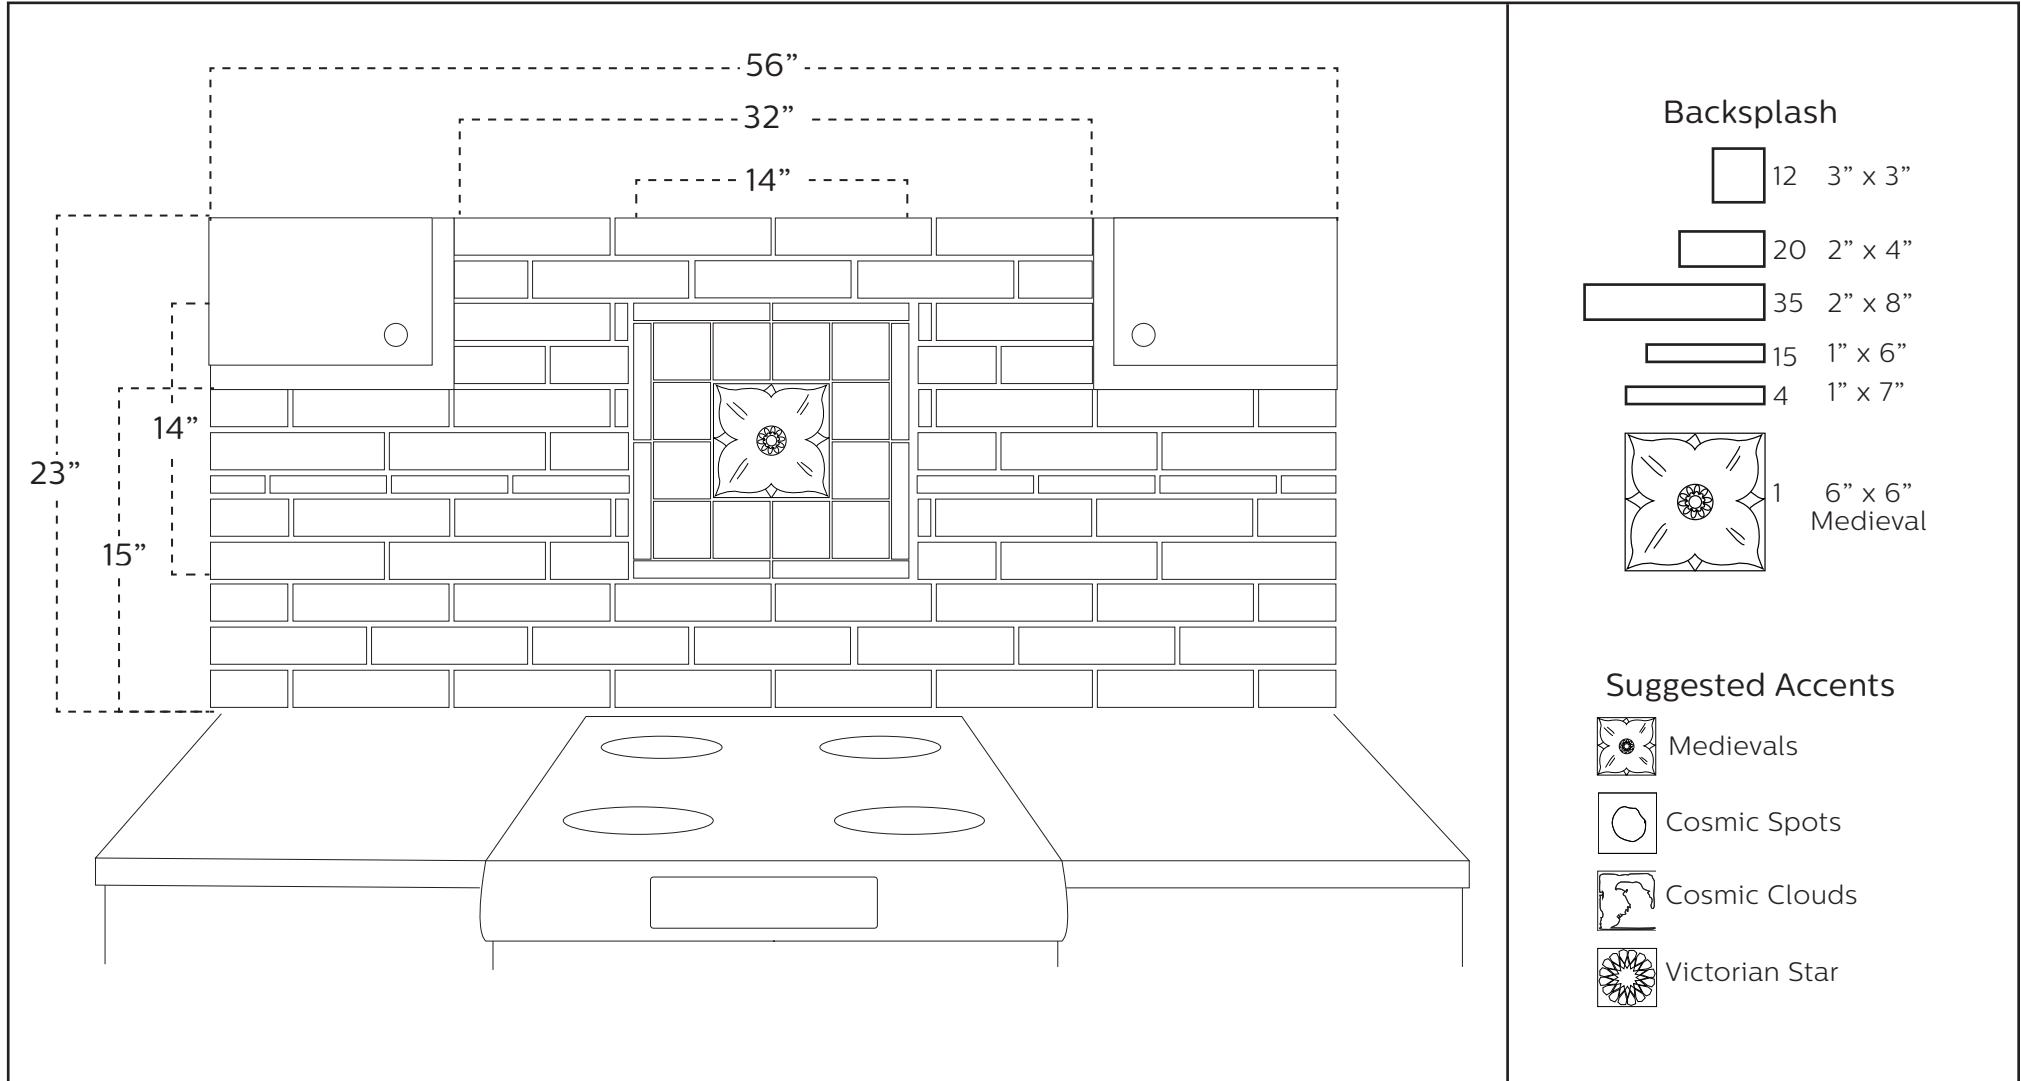 56”
32”
14”
14”
23”
15”
Backsplash
12 3” x 3”
20 2” x 4”
35 2” x 8”
15 1” x 6”
4 1” x 7”
1 6” x 6”
Medieval
Suggested Accents
Medievals
Cosmic Spots
Cosmic Clouds
Victorian Star